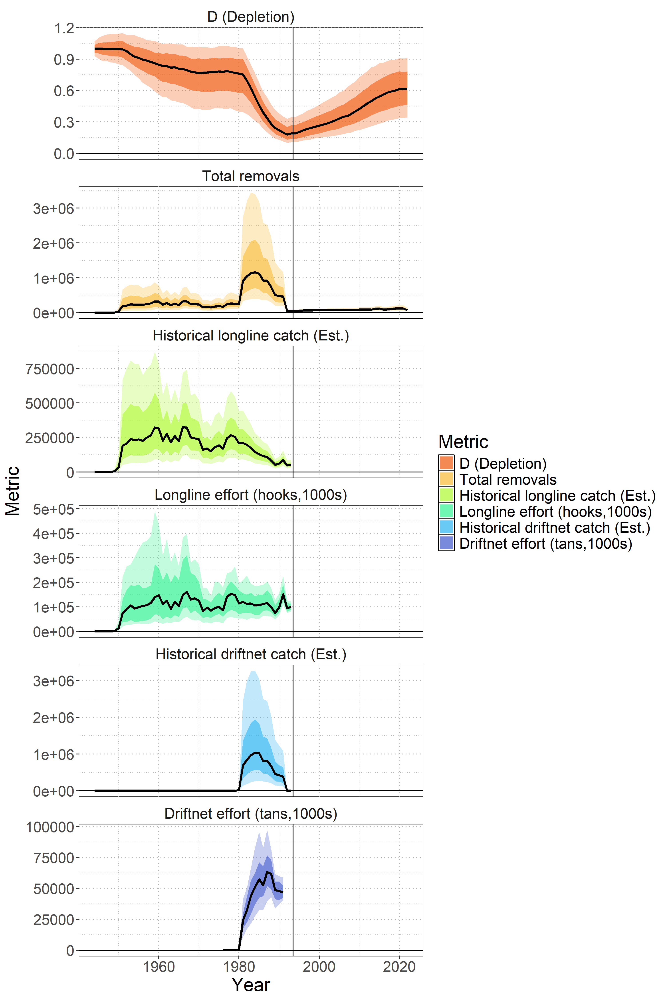 D (Depletion)
1.2
0.9
0.6
0.3
0.0
Total removals
3e+06
2e+06
1e+06
0e+00
Historical longline catch (Est.)
750000
500000
250000
0
Longline effort (hooks,1000s)
5e+05
4e+05
3e+05
2e+05
1e+05
0e+00
Historical driftnet catch (Est.)
3e+06
2e+06
1e+06
0e+00
Driftnet effort (tans,1000s)
100000
75000
50000
25000
0
1960 1980 2000 2020
Year
Metric
Metric
D (Depletion)
Total removals
Historical longline catch (Est.)
Longline effort (hooks,1000s)
Historical driftnet catch (Est.)
Driftnet effort (tans,1000s)